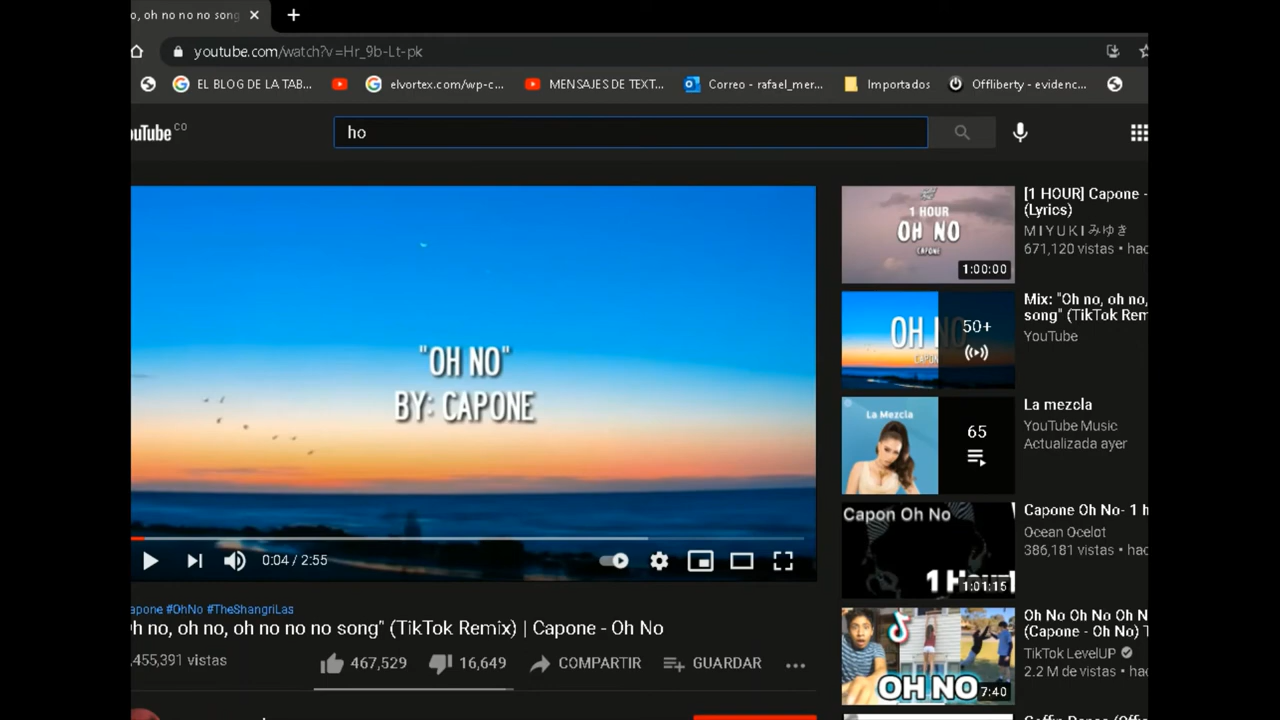 o, oh no no no song
youtube.com/watch?v=Hr_9b-Lt-pk
EL BLOG DE LA TAB...
elvortex.com/wp-c...
MENSAJES DE TEXT...
Correo - rafael_mer...
Importados
Offliberty - evidenc...
ouTube CO
ho
"OH NO"
BY: CAPONE
0:04 / 2:55
apone #OhNo #TheShangriLas
Oh no, oh no, oh no no no song" (TikTok Remix) | Capone - Oh No
,455,391 vistas
467,529
16,649
COMPARTIR
GUARDAR
1 HOUR
OH NO
CAPONE
1:00:00
[1 HOUR] Capone -
(Lyrics)
M I Y U K I みゆき
671,120 vistas • hac
OH NO
50+
Mix: "Oh no, oh no,
song" (TikTok Rem
YouTube
La Mezcla
65
La mezcla
YouTube Music
Actualizada ayer
Capon Oh No
1 Hour
1:01:15
Capone Oh No- 1 h
Ocean Ocelot
386,181 vistas • hac
OH NO
7:40
Oh No Oh No Oh N
(Capone - Oh No) T
TikTok LevelUP
2.2 M de vistas • hac